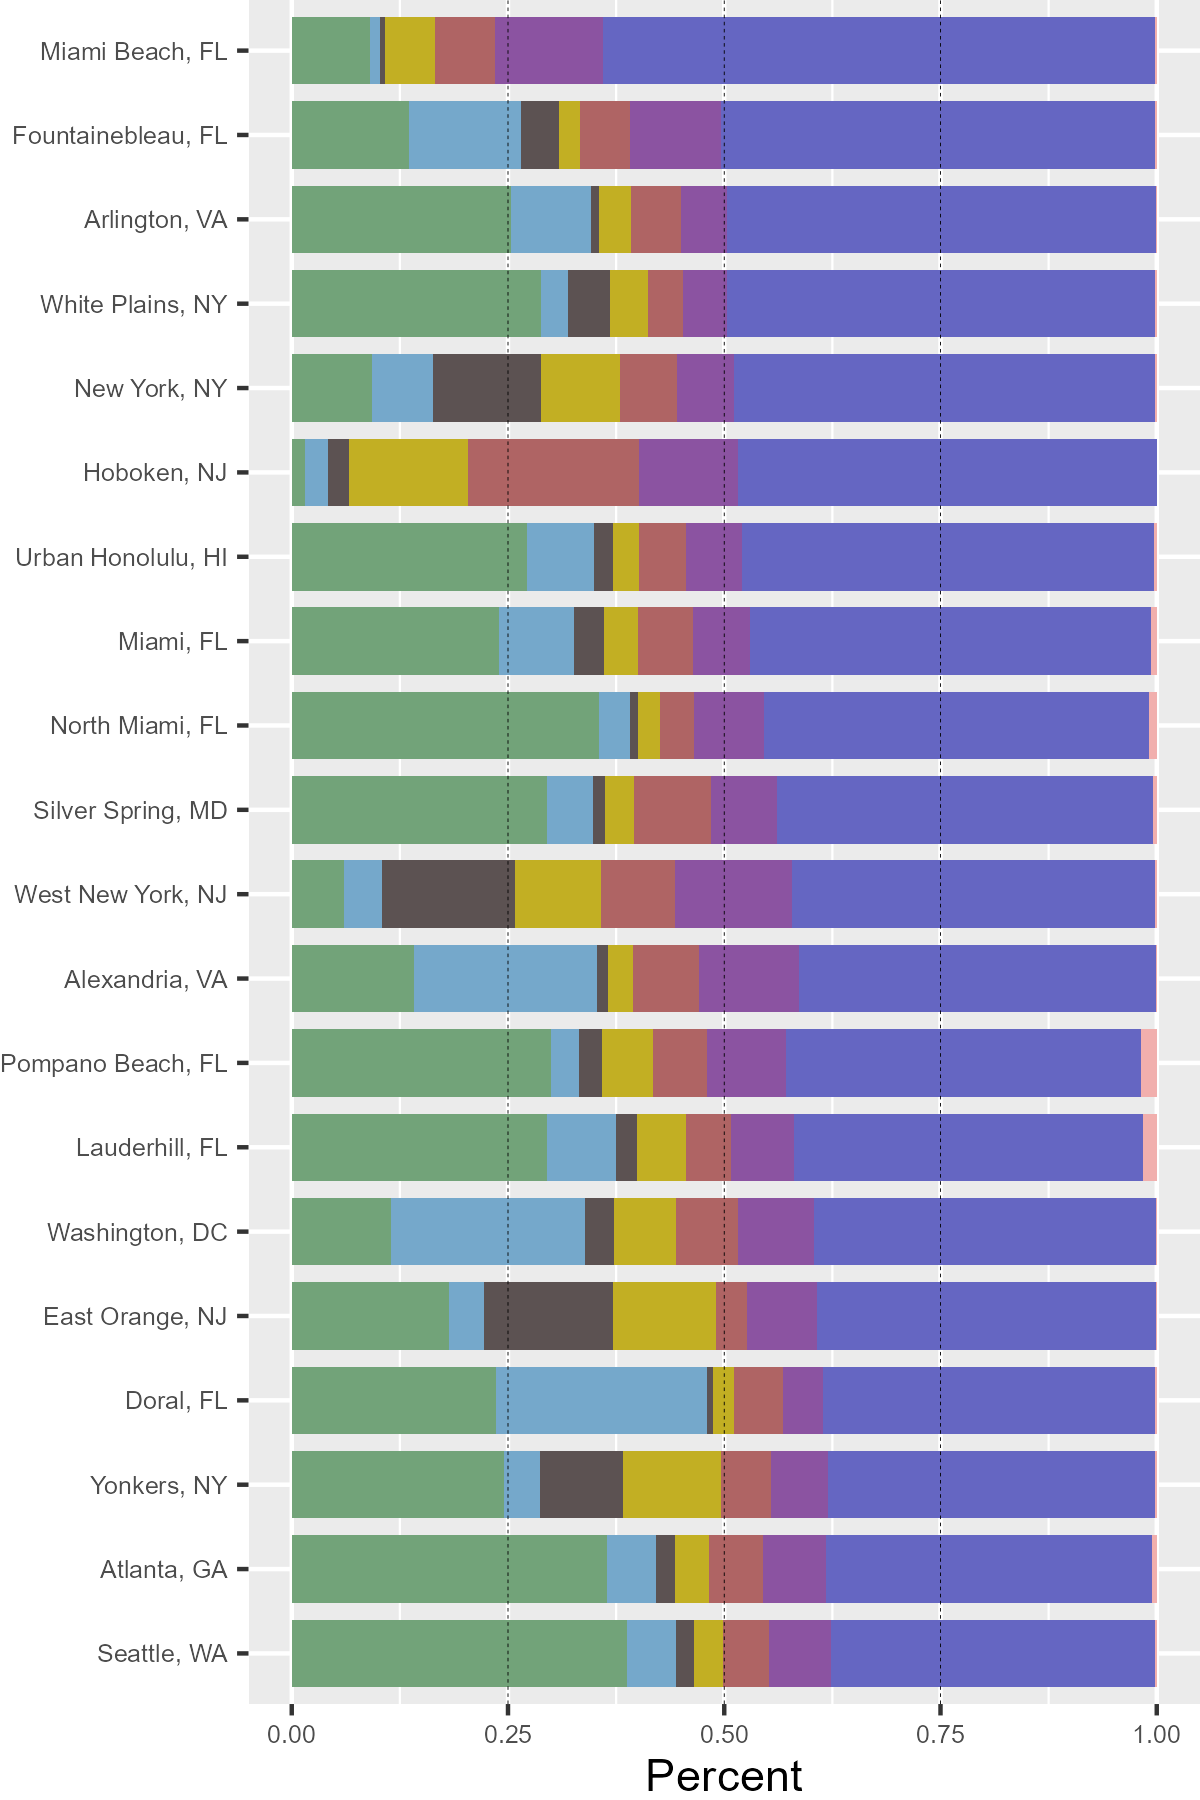 Miami Beach, FL
Fountainebleau, FL
Arlington, VA
White Plains, NY
New York, NY
Hoboken, NJ
Urban Honolulu, HI
Miami, FL
North Miami, FL
Silver Spring, MD
West New York, NJ
Alexandria, VA
Pompano Beach, FL
Lauderhill, FL
Washington, DC
East Orange, NJ
Doral, FL
Yonkers, NY
Atlanta, GA
Seattle, WA
0.00 0.25 0.50 0.75 1.00
Percent